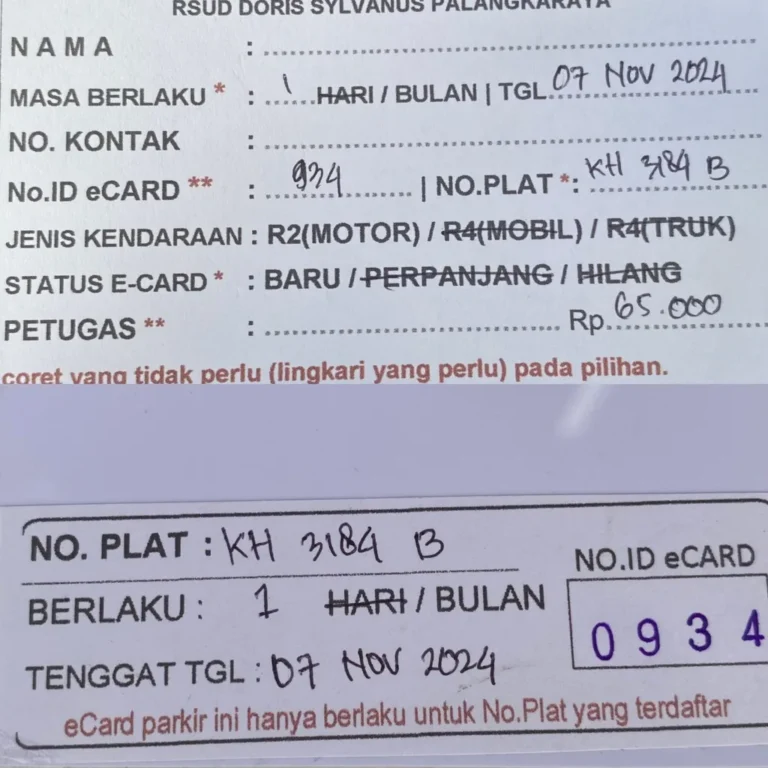 RSUD DORIS SYLVANUS PALANGKARAYA
NAMA :
MASA BERLAKU * : 1 HARI / BULAN | TGL 07 NOV 2024
NO. KONTAK :
No.ID eCARD ** : 934 | NO.PLAT *: KH 3184 B
JENIS KENDARAAN : R2(MOTOR) / R4(MOBIL) / R4(TRUK)
STATUS E-CARD * : BARU / PERPANJANG / HILANG
PETUGAS ** : Rp. 65.000
coret yang tidak perlu (lingkari yang perlu) pada pilihan.
NO. PLAT : KH 3184 B
BERLAKU : 1 HARI / BULAN
TENGGAT TGL : 07 NOV 2024
NO.ID eCARD
0934
eCard parkir ini hanya berlaku untuk No.Plat yang terdaftar